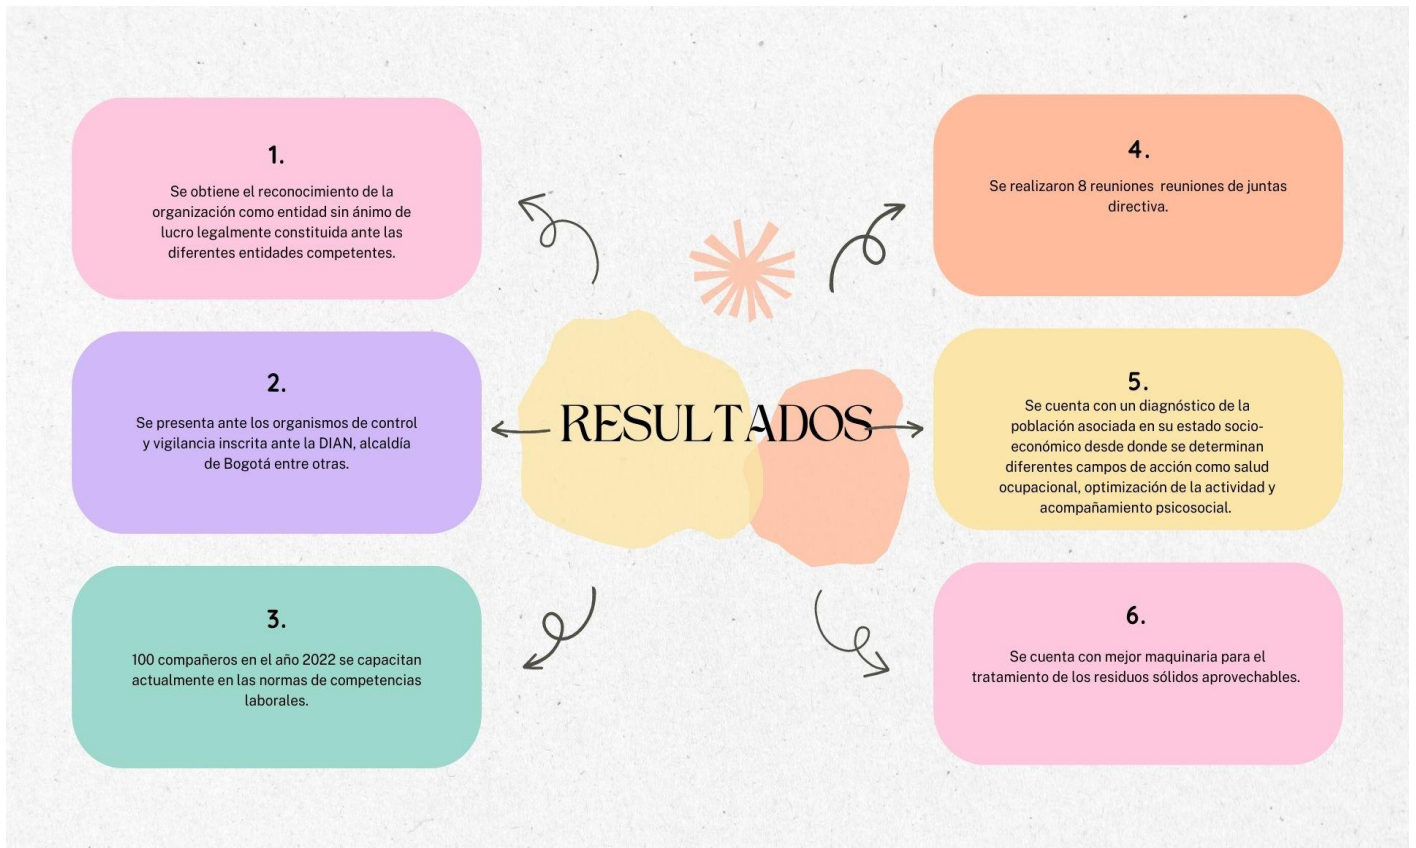 1.
Se obtiene el reconocimiento de la
organización como entidad sin ánimo de
lucro legalmente constituida ante las
diferentes entidades competentes.
2.
Se presenta ante los organismos de control
y vigilancia inscrita ante la DIAN, alcaldía
de Bogotá entre otras.
3.
100 compañeros en el año 2022 se capacitan
actualmente en las normas de competencias
laborales.
RESULTADOS
4.
Se realizaron 8 reuniones  reuniones de juntas
directiva.
5.
Se cuenta con un diagnóstico de la
población asociada en su estado socio-
económico desde donde se determinan
diferentes campos de acción como salud
ocupacional, optimización de la actividad y
acompañamiento psicosocial.
6.
Se cuenta con mejor maquinaria para el
tratamiento de los residuos sólidos aprovechables.